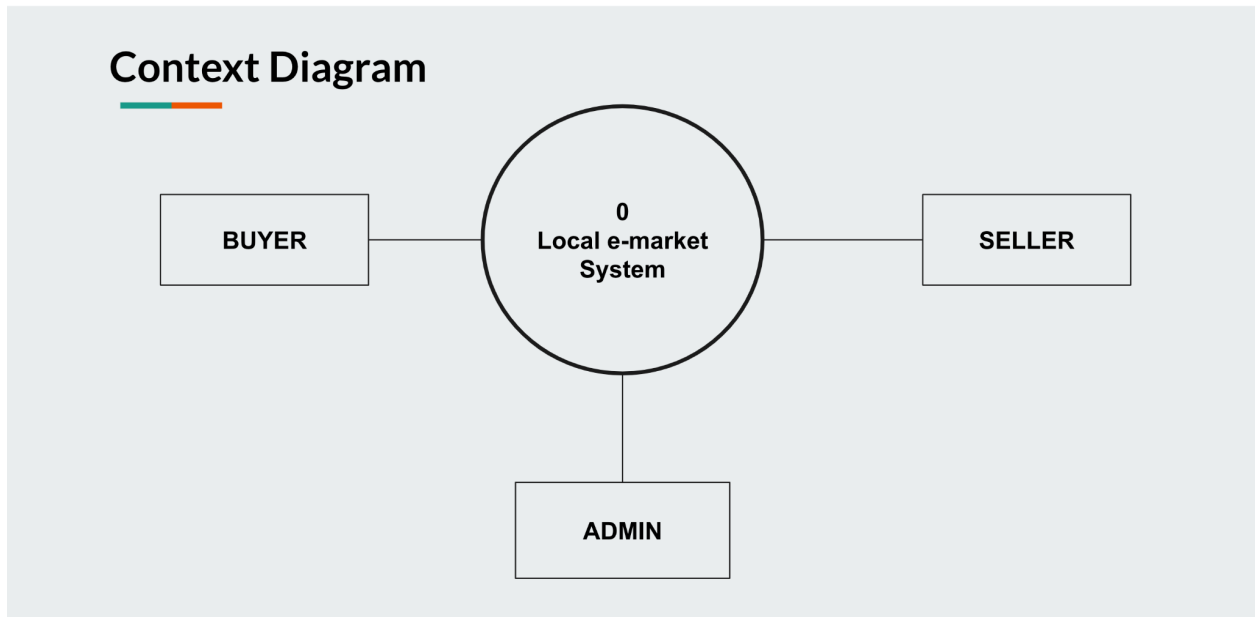 Context Diagram
0
Local e-market
System
BUYER
SELLER
ADMIN